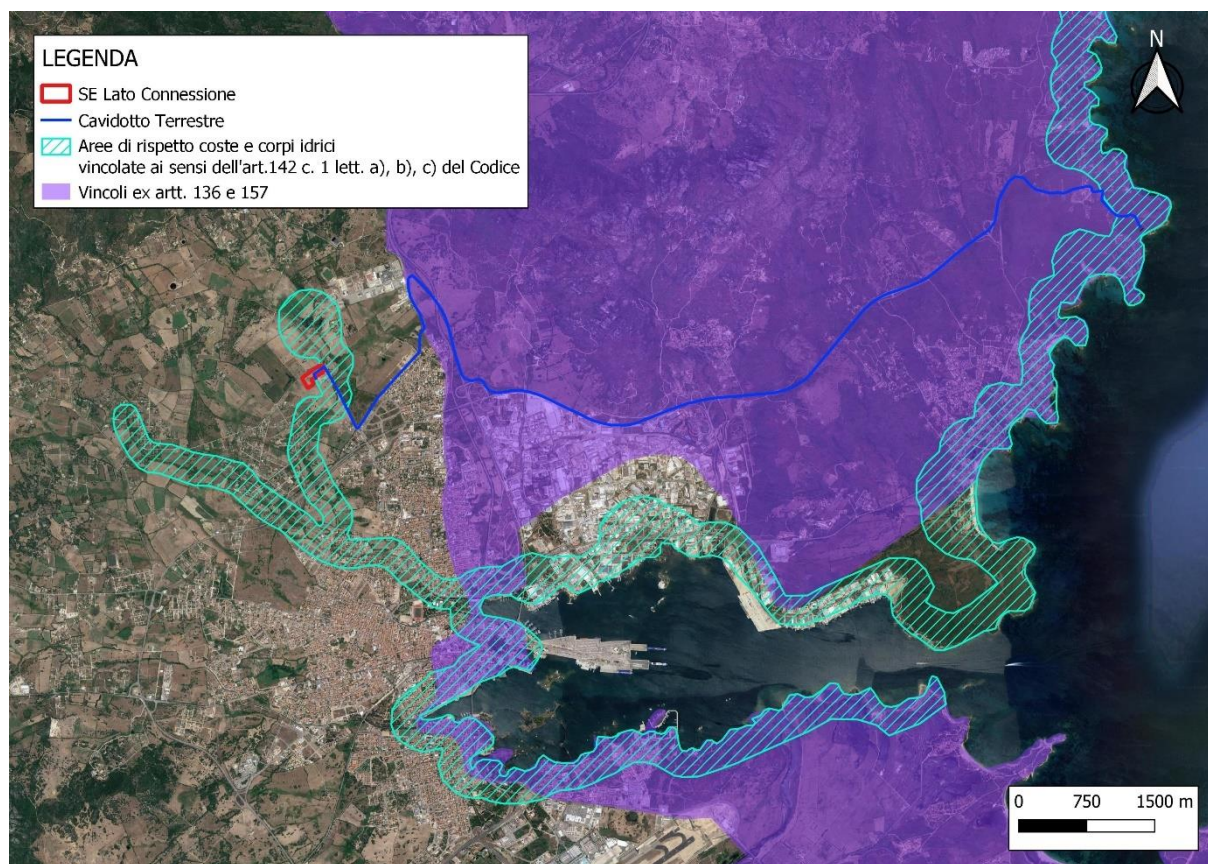 LEGENDA
SE Lato Connessione
Cavidotto Terrestre
Aree di rispetto coste e corpi idrici
vincolate ai sensi dell'art.142 c. 1 lett. a), b), c) del Codice
Vincoli ex artt. 136 e 157
N
0 750 1500 m